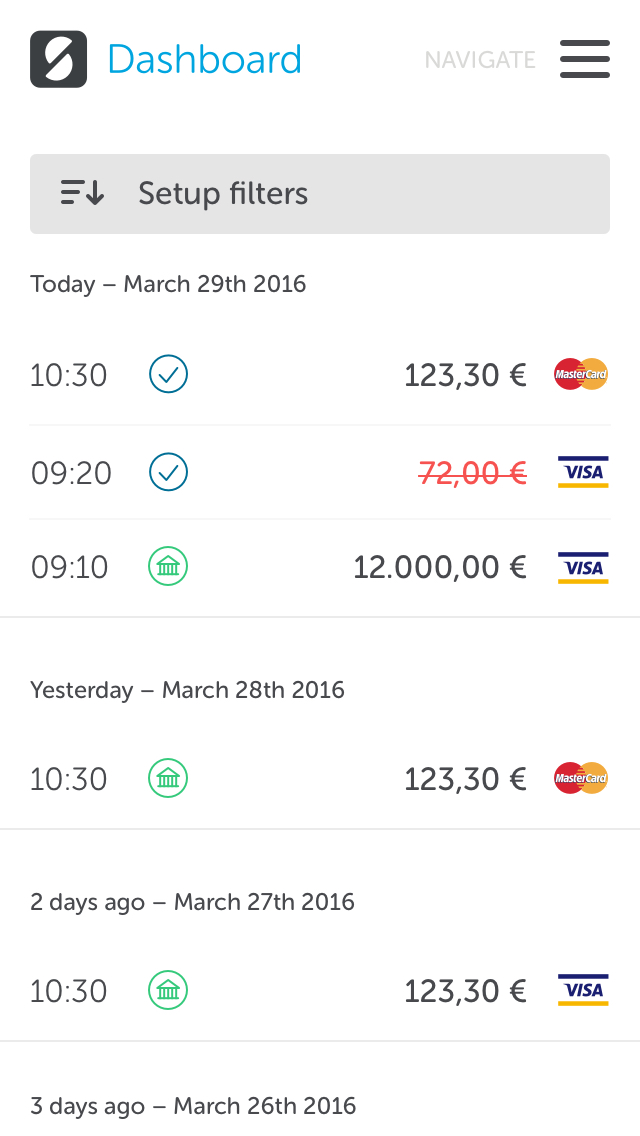 Dashboard NAVIGATE
Setup filters
Today – March 29th 2016
10:30 123,30 € MasterCard
09:20 72,00 € VISA
09:10 12.000,00 € VISA
Yesterday – March 28th 2016
10:30 123,30 € MasterCard
2 days ago – March 27th 2016
10:30 123,30 € VISA
3 days ago – March 26th 2016